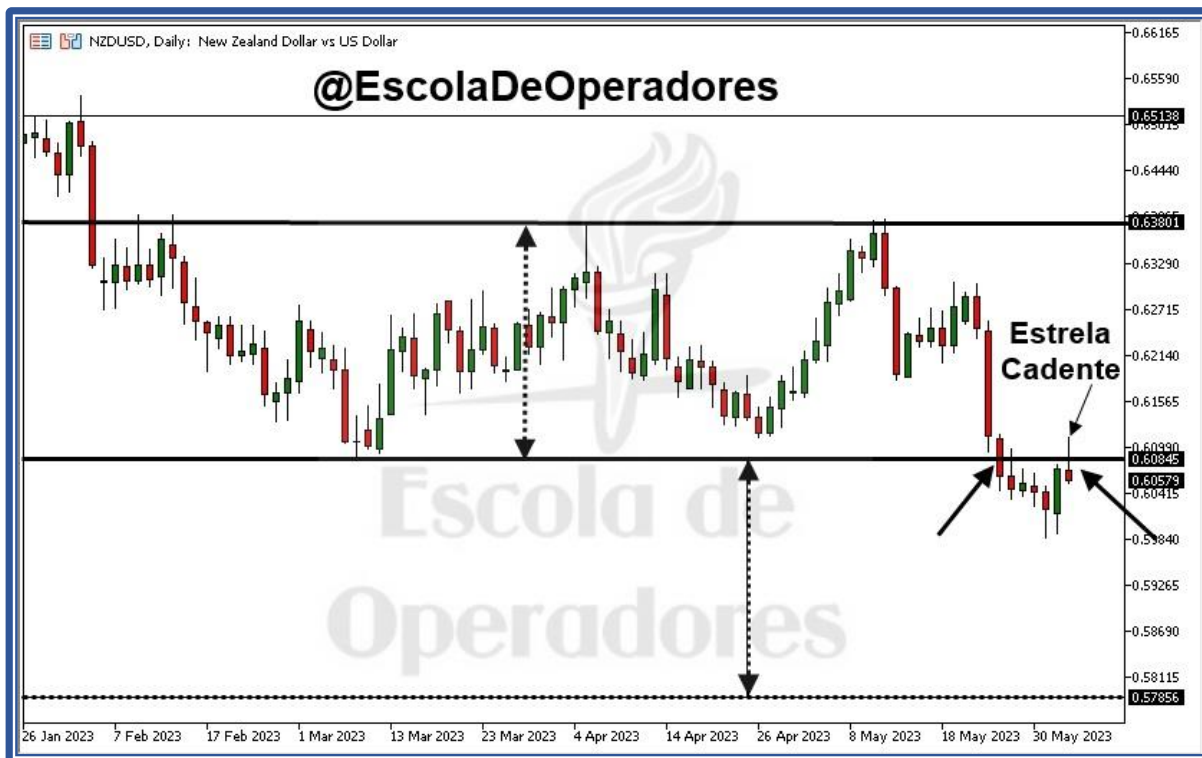 NZDUSD, Daily: New Zealand Dollar vs US Dollar
@EscolaDeOperadores
0.66165
0.65590
0.65138
0.65015
0.64440
0.63801
0.63290
0.62715
0.62140
0.61565
0.60990
0.60845
0.60579
0.60415
0.59840
0.59265
0.58690
0.58115
0.57856
Estrela
Cadente
Escola de
Operadores
26 Jan 2023
7 Feb 2023
17 Feb 2023
1 Mar 2023
13 Mar 2023
23 Mar 2023
4 Apr 2023
14 Apr 2023
26 Apr 2023
8 May 2023
18 May 2023
30 May 2023